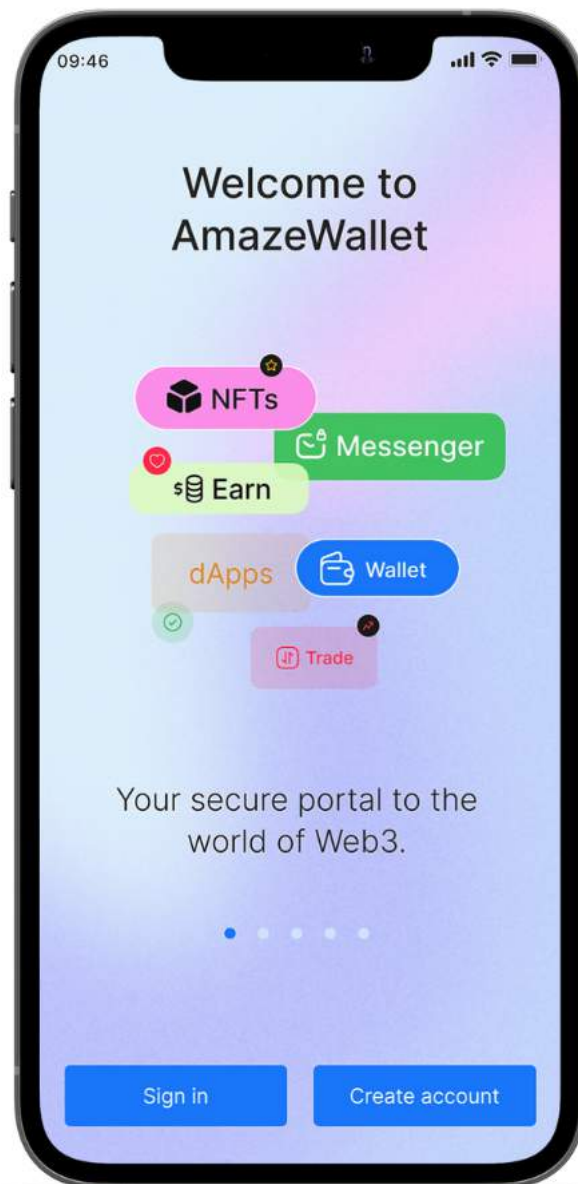 09:46
Welcome to
AmazeWallet
NFTs
Messenger
$ Earn
dApps
Wallet
Trade
Your secure portal to the
world of Web3.
Sign in
Create account